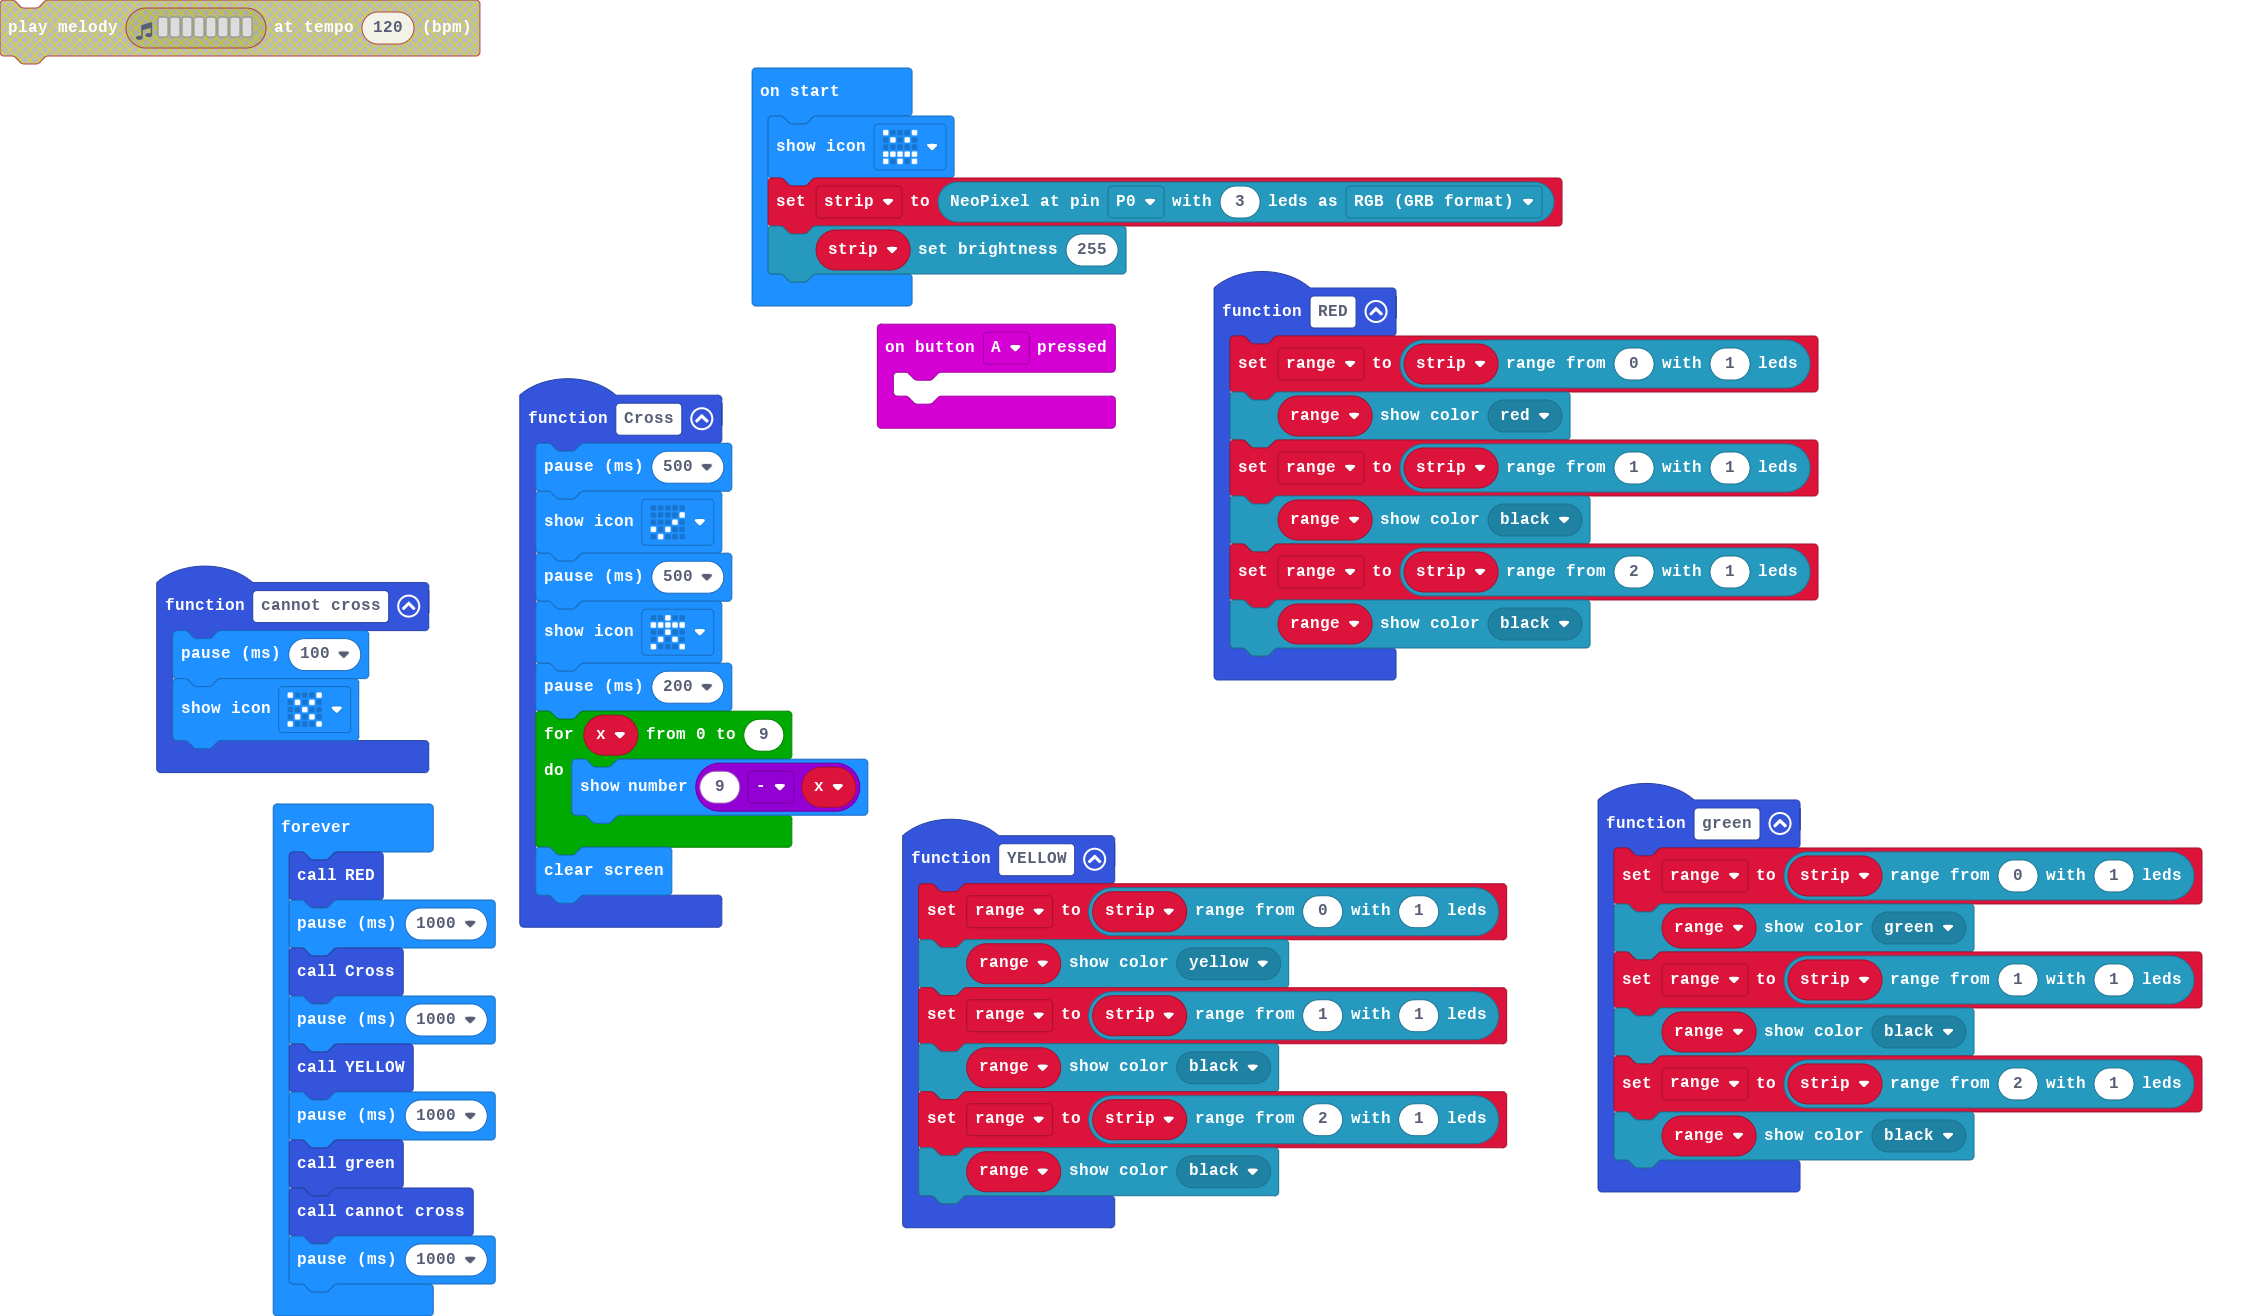 play melody at tempo 120 (bpm)
on start
show icon
set strip to NeoPixel at pin P0 with 3 leds as RGB (GRB format)
strip set brightness 255
on button A pressed
function RED
set range to strip range from 0 with 1 leds
range show color red
set range to strip range from 1 with 1 leds
range show color black
set range to strip range from 2 with 1 leds
range show color black
function Cross
pause (ms) 500
show icon
pause (ms) 500
show icon
pause (ms) 200
for x from 0 to 9
do show number 9 - x
clear screen
function cannot cross
pause (ms) 100
show icon
forever
call RED
pause (ms) 1000
call Cross
pause (ms) 1000
call YELLOW
pause (ms) 1000
call green
call cannot cross
pause (ms) 1000
function YELLOW
set range to strip range from 0 with 1 leds
range show color yellow
set range to strip range from 1 with 1 leds
range show color black
set range to strip range from 2 with 1 leds
range show color black
function green
set range to strip range from 0 with 1 leds
range show color green
set range to strip range from 1 with 1 leds
range show color black
set range to strip range from 2 with 1 leds
range show color black